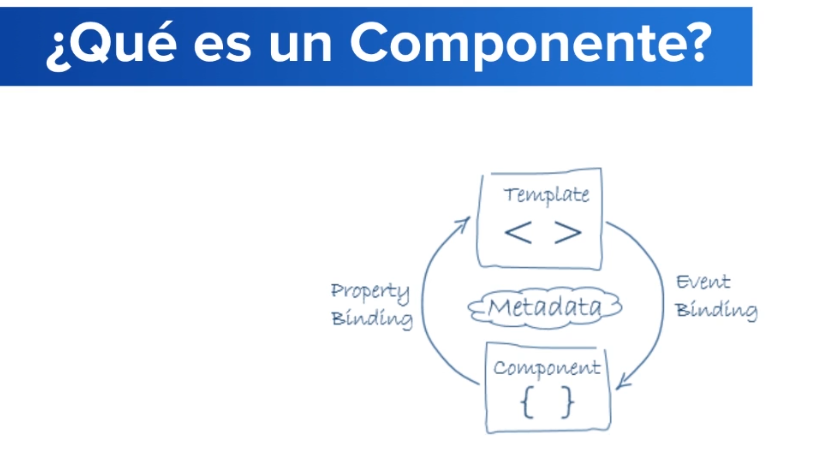 ¿Qué es un Componente?
Template
< >
Property
Binding
Metadata
Event
Binding
Component
{ }